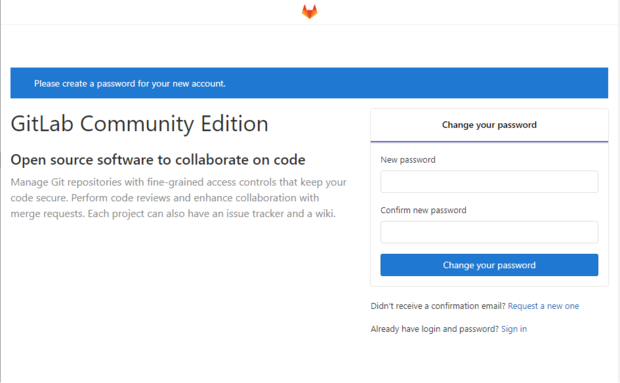 Please create a password for your new account.
GitLab Community Edition
Open source software to collaborate on code
Manage Git repositories with fine-grained access controls that keep your
code secure. Perform code reviews and enhance collaboration with
merge requests. Each project can also have an issue tracker and a wiki.
Change your password
New password
Confirm new password
Change your password
Didn't receive a confirmation email? Request a new one
Already have login and password? Sign in